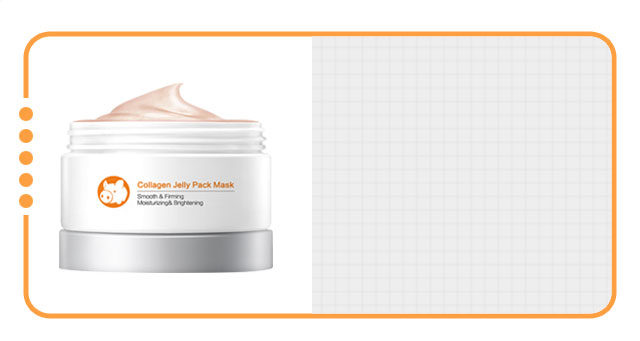 Collagen Jelly Pack Mask
Smooth & Firming
Moisturizing& Brightening